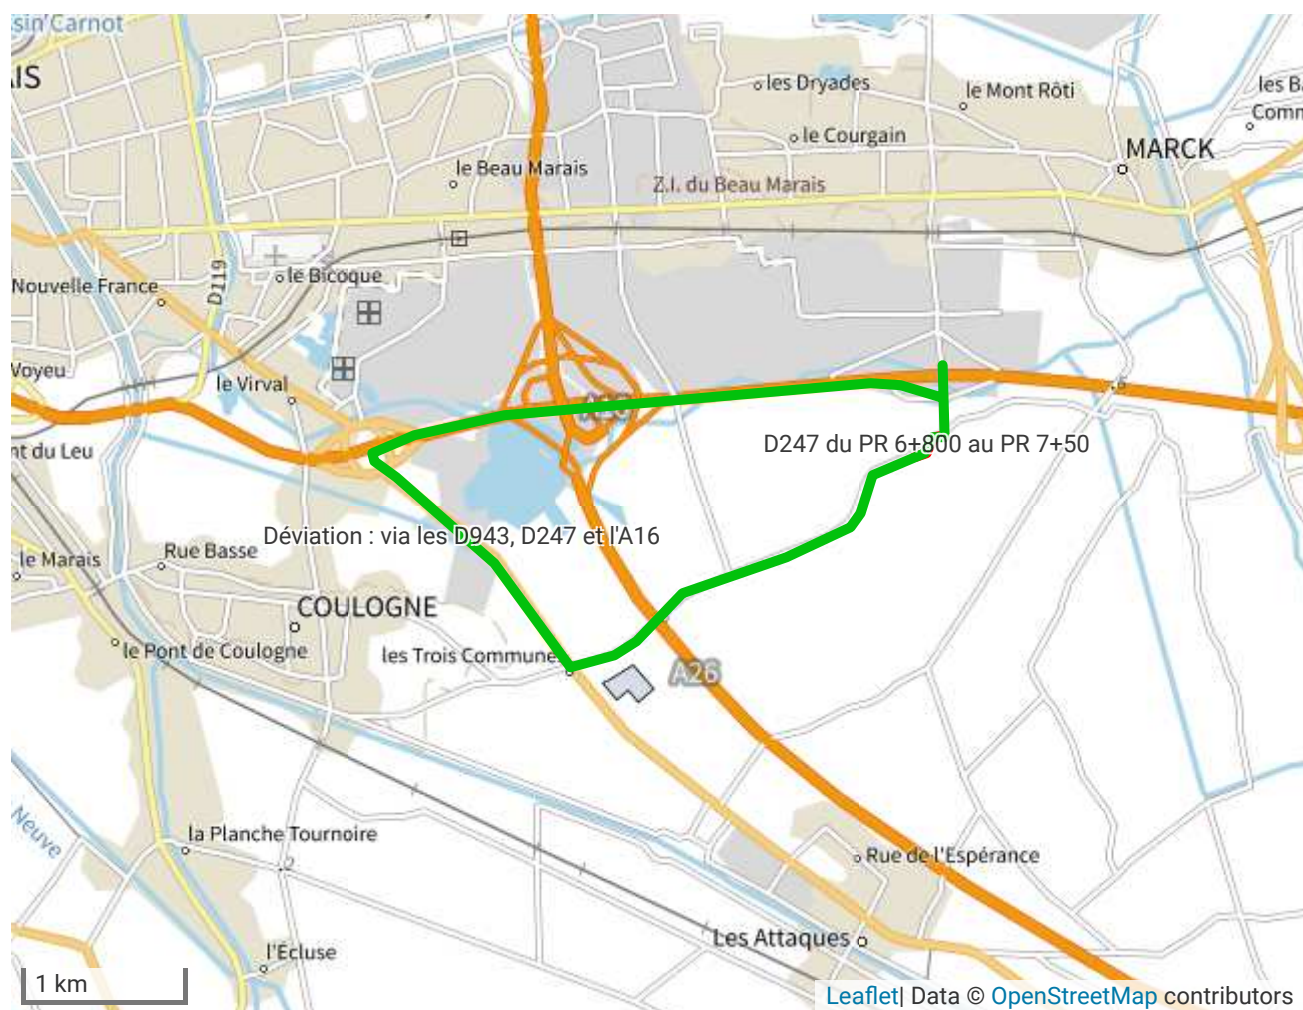 sin Carnot
les Dryades
le Mont Rôti
les B
Comm
AIS
le Courgain
MARCK
le Beau Marais
Z.I. du Beau Marais
D119
le Bicoque
Nouvelle France
Voyeu
le Virval
D247 du PR 6+800 au PR 7+50
nt du Leu
Déviation : via les D943, D247 et l'A16
le Marais
Rue Basse
COULOGNE
le Pont de Coulogne
les Trois Commune
A26
Neuve
la Planche Tournoire
2
Rue de l'Espérance
Les Attaques
l'Écluse
1 km
Leaflet| Data © OpenStreetMap contributors